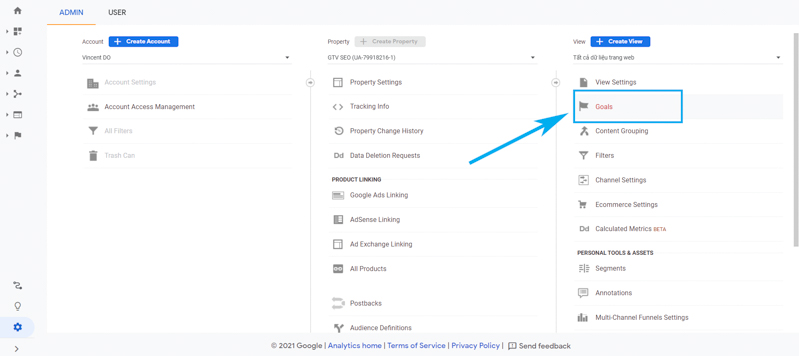 ADMIN USER
Account + Create Account
Vincent DO
Account Settings
Account Access Management
All Filters
Trash Can
Property + Create Property
GTV SEO (UA-79918216-1)
Property Settings
Tracking Info
Property Change History
Dd Data Deletion Requests
PRODUCT LINKING
Google Ads Linking
AdSense Linking
Ad Exchange Linking
All Products
Postbacks
Audience Definitions
View + Create View
Tất cả dữ liệu trang web
View Settings
Goals
Content Grouping
Filters
Channel Settings
Ecommerce Settings
Dd Calculated Metrics BETA
PERSONAL TOOLS & ASSETS
Segments
Annotations
Multi-Channel Funnels Settings
© 2021 Google | Analytics home | Terms of Service | Privacy Policy | Send feedback